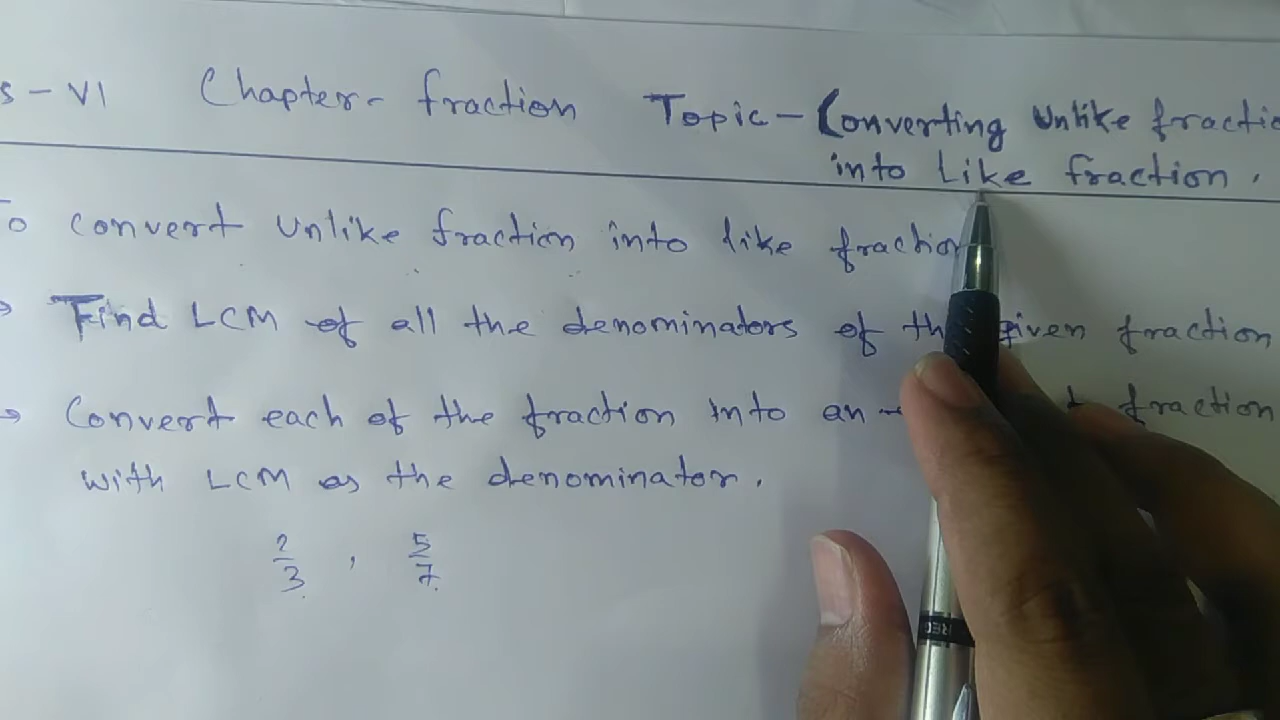 s - VI Chapter- fraction Topic - Converting Unlike fractio
into Like fraction.
To convert Unlike fraction into like fraction
→ Find LCM of all the denominators of the given fraction
→ Convert each of the fraction into an fraction
with LCM as the denominator.
2/3 , 5/7
REC